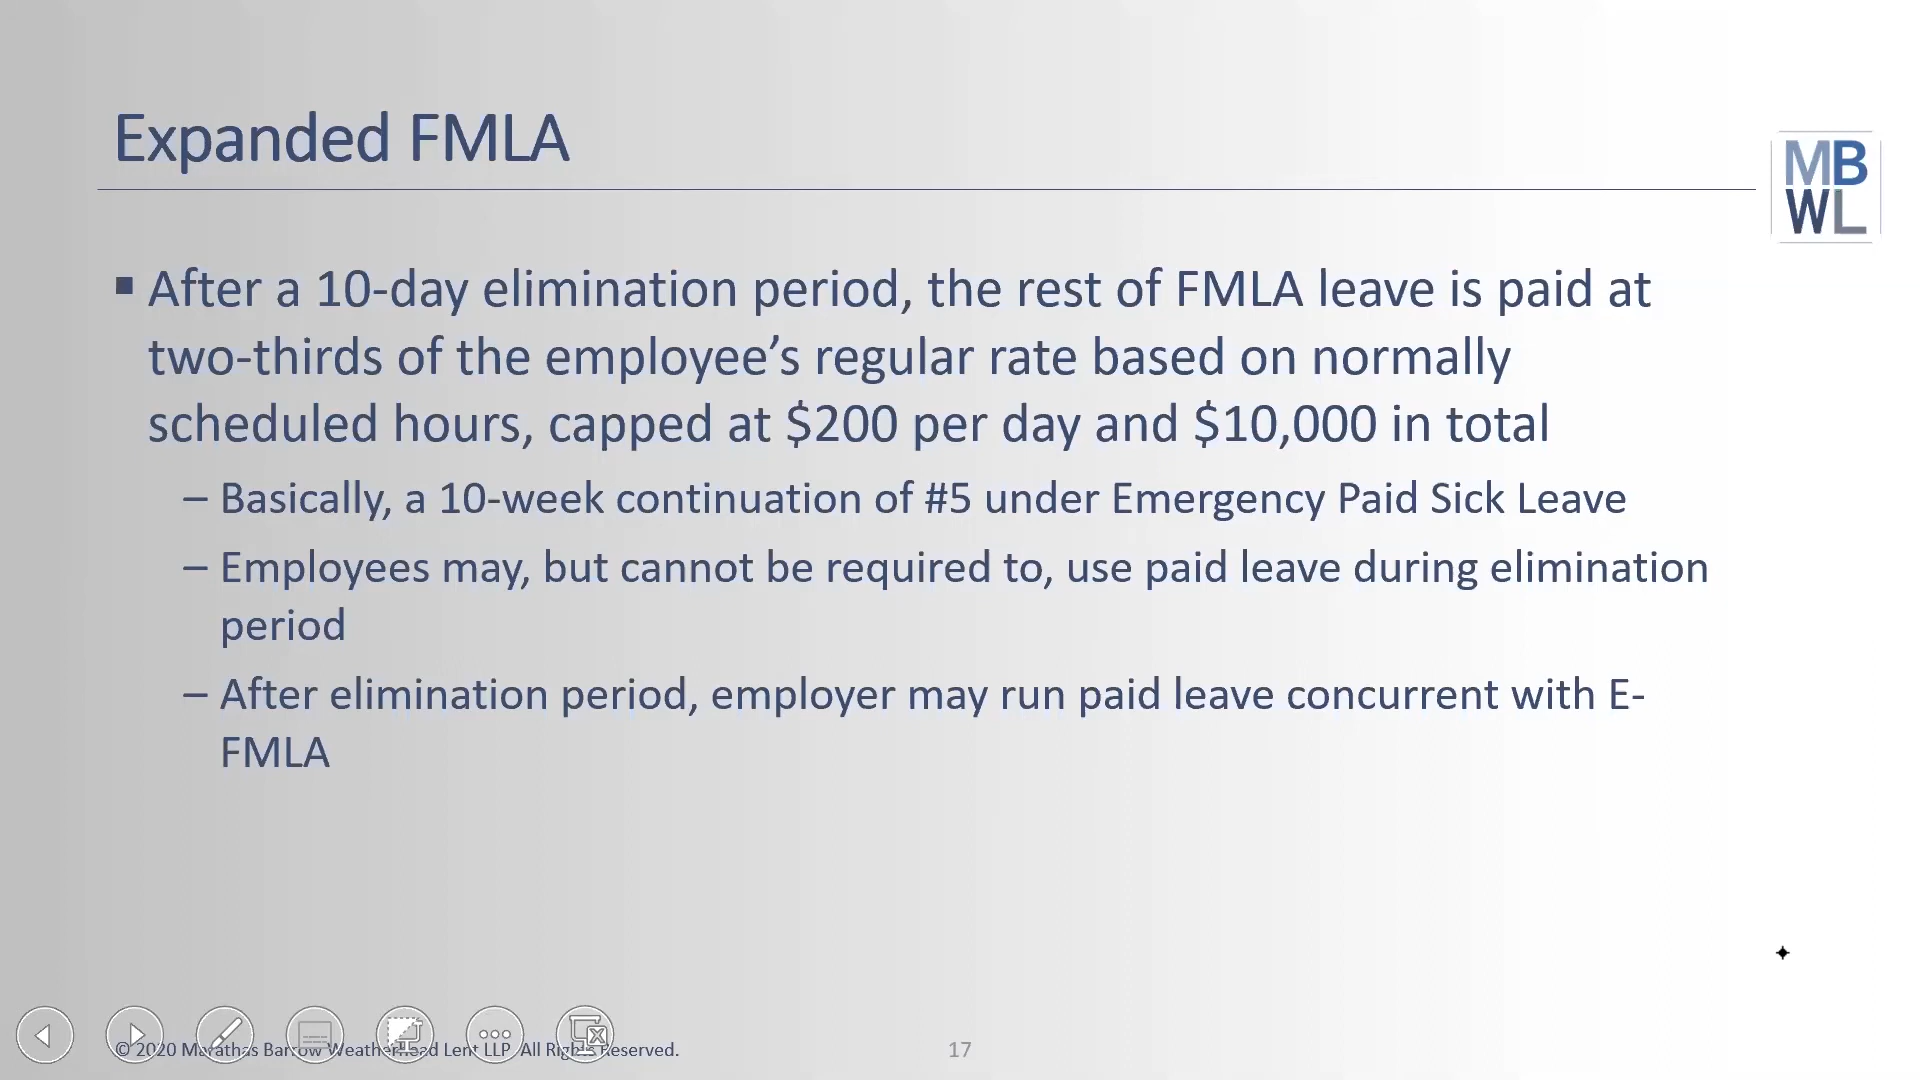 Expanded FMLA
MB
WL
▪ After a 10-day elimination period, the rest of FMLA leave is paid at
two-thirds of the employee’s regular rate based on normally
scheduled hours, capped at $200 per day and $10,000 in total
– Basically, a 10-week continuation of #5 under Emergency Paid Sick Leave
– Employees may, but cannot be required to, use paid leave during elimination
period
– After elimination period, employer may run paid leave concurrent with E-
FMLA
© 2020 Marathas Barrow Weatherhead Lent LLP. All Rights Reserved.
17